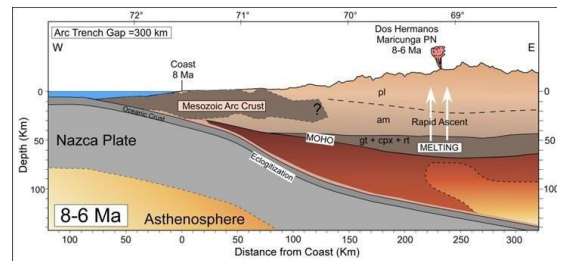 72° 71° 70° 69°
Arc Trench Gap =300 km
Dos Hermanos
Maricunga PN
8-6 Ma
W
E
Coast
8 Ma
0
50
100
Depth (Km)
0
50
100
pl
Mesozoic Arc Crust
?
Oceanic Crust
am
Rapid Ascent
MOHO
gt + cpx + rt
MELTING
Nazca Plate
Eclogitization
8-6 Ma
Asthenosphere
100 50 0 50 100 150 200 250 300
Distance from Coast (Km)